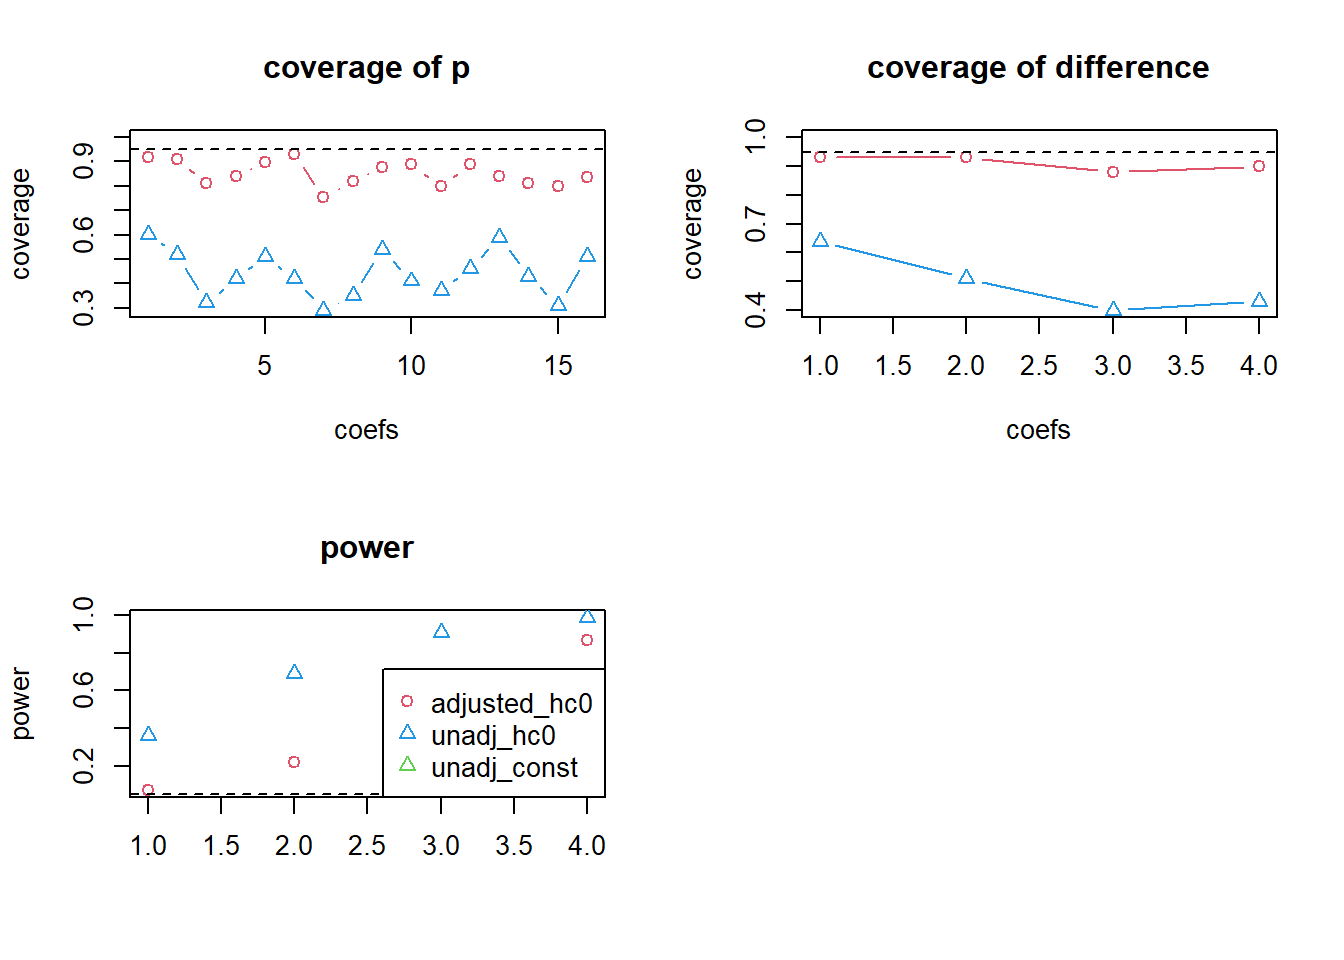 coverage of p
coverage
0.3 0.6 0.9
5 10 15
coefs
coverage of difference
coverage
0.4 0.7 1.0
1.0 1.5 2.0 2.5 3.0 3.5 4.0
coefs
power
power
0.2 0.6 1.0
adjusted_hc0
unadj_hc0
unadj_const
1.0 1.5 2.0 2.5 3.0 3.5 4.0